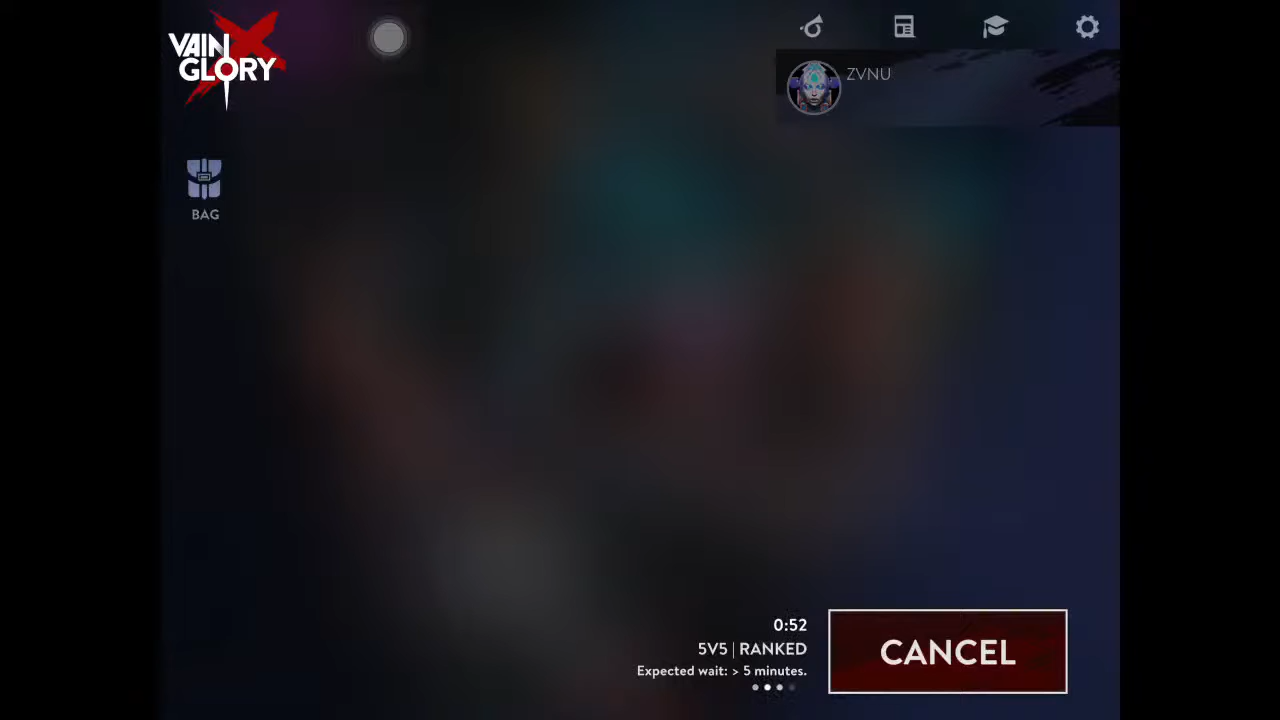 VAIN
GLORY
ZVNU
BAG
0:52
5V5 | RANKED
Expected wait: > 5 minutes.
CANCEL